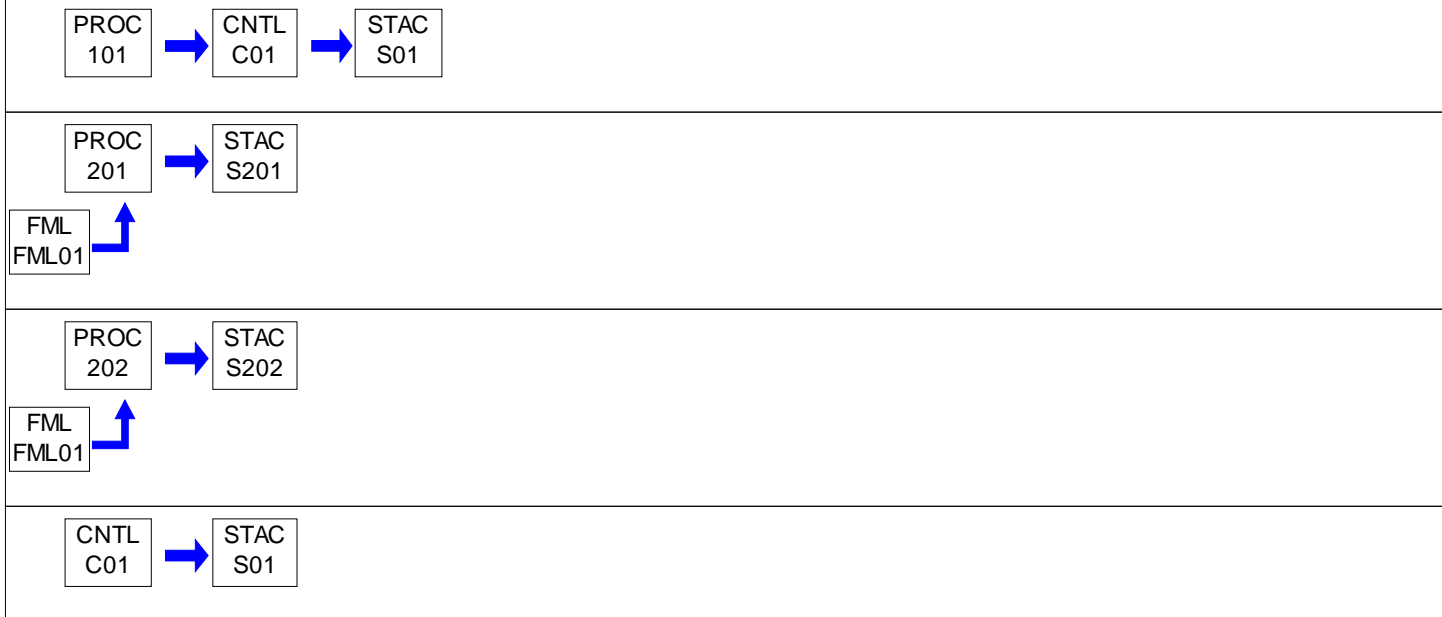 PROC
101
CNTL
C01
STAC
S01
PROC
201
STAC
S201
FML
FML01
PROC
202
STAC
S202
FML
FML01
CNTL
C01
STAC
S01